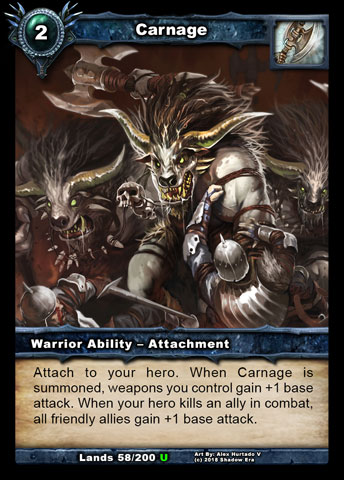 2
Carnage
Warrior Ability – Attachment
Attach to your hero. When Carnage is
summoned, weapons you control gain +1 base
attack. When your hero kills an ally in combat,
all friendly allies gain +1 base attack.
Lands 58/200 U
Art By: Alex Hurtado V
(c) 2018 Shadow Era